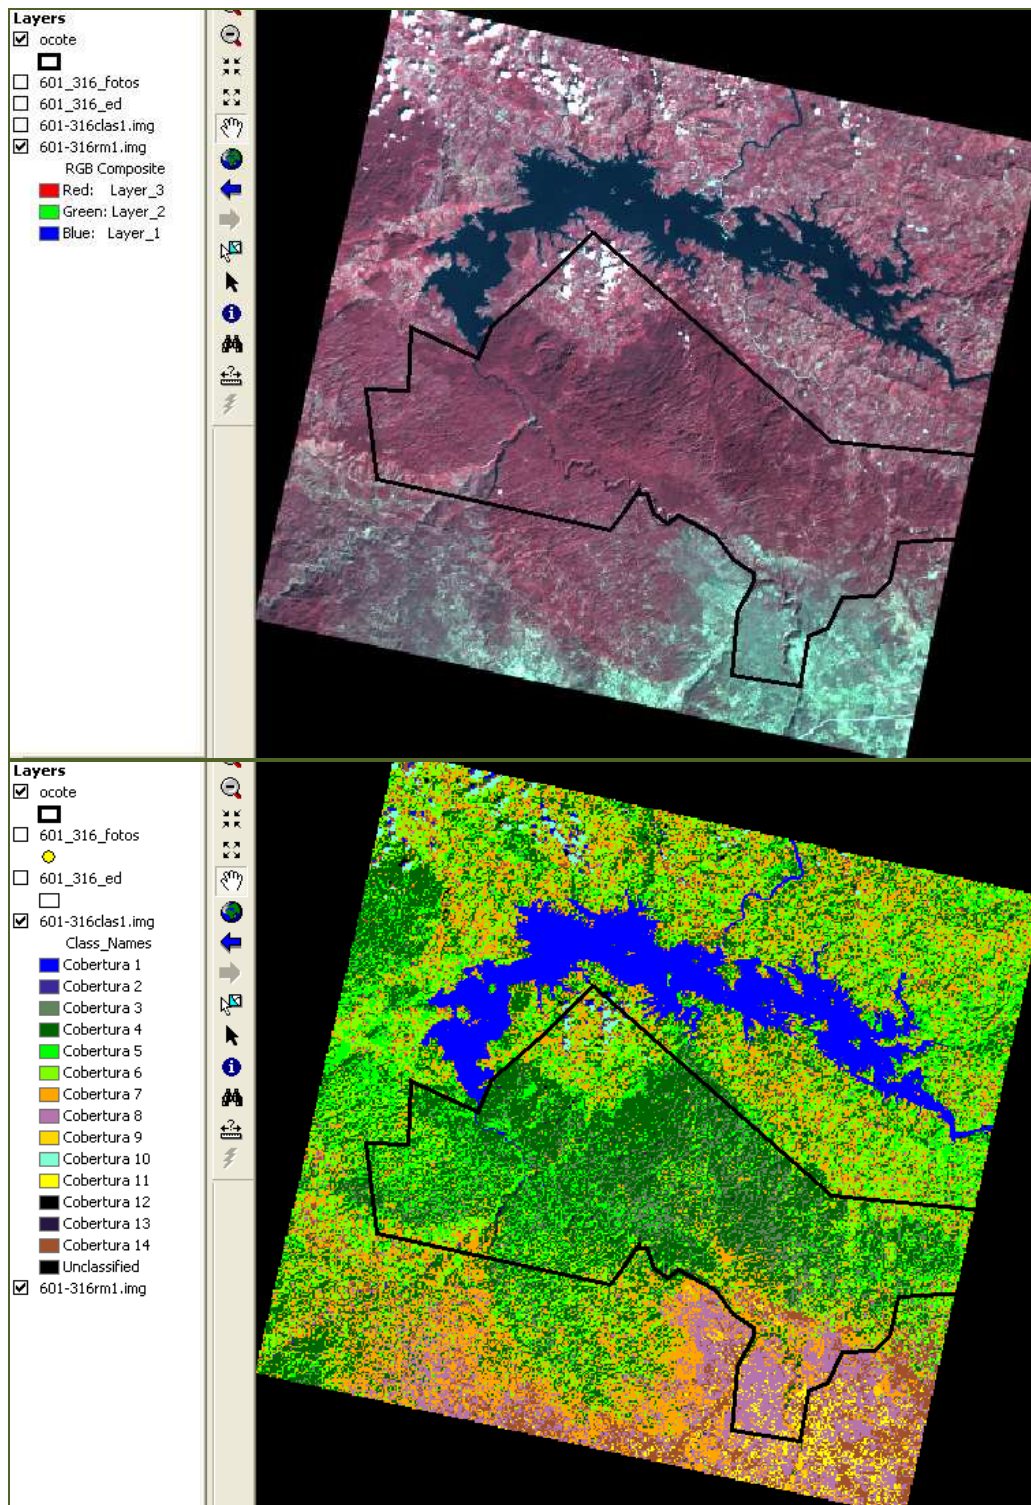 Layers
ocote
601_316_fotos
601_316_ed
601-316clas1.img
601-316rm1.img
RGB Composite
Red: Layer_3
Green: Layer_2
Blue: Layer_1
Layers
ocote
601_316_fotos
601_316_ed
601-316clas1.img
Class_Names
Cobertura 1
Cobertura 2
Cobertura 3
Cobertura 4
Cobertura 5
Cobertura 6
Cobertura 7
Cobertura 8
Cobertura 9
Cobertura 10
Cobertura 11
Cobertura 12
Cobertura 13
Cobertura 14
Unclassified
601-316rm1.img